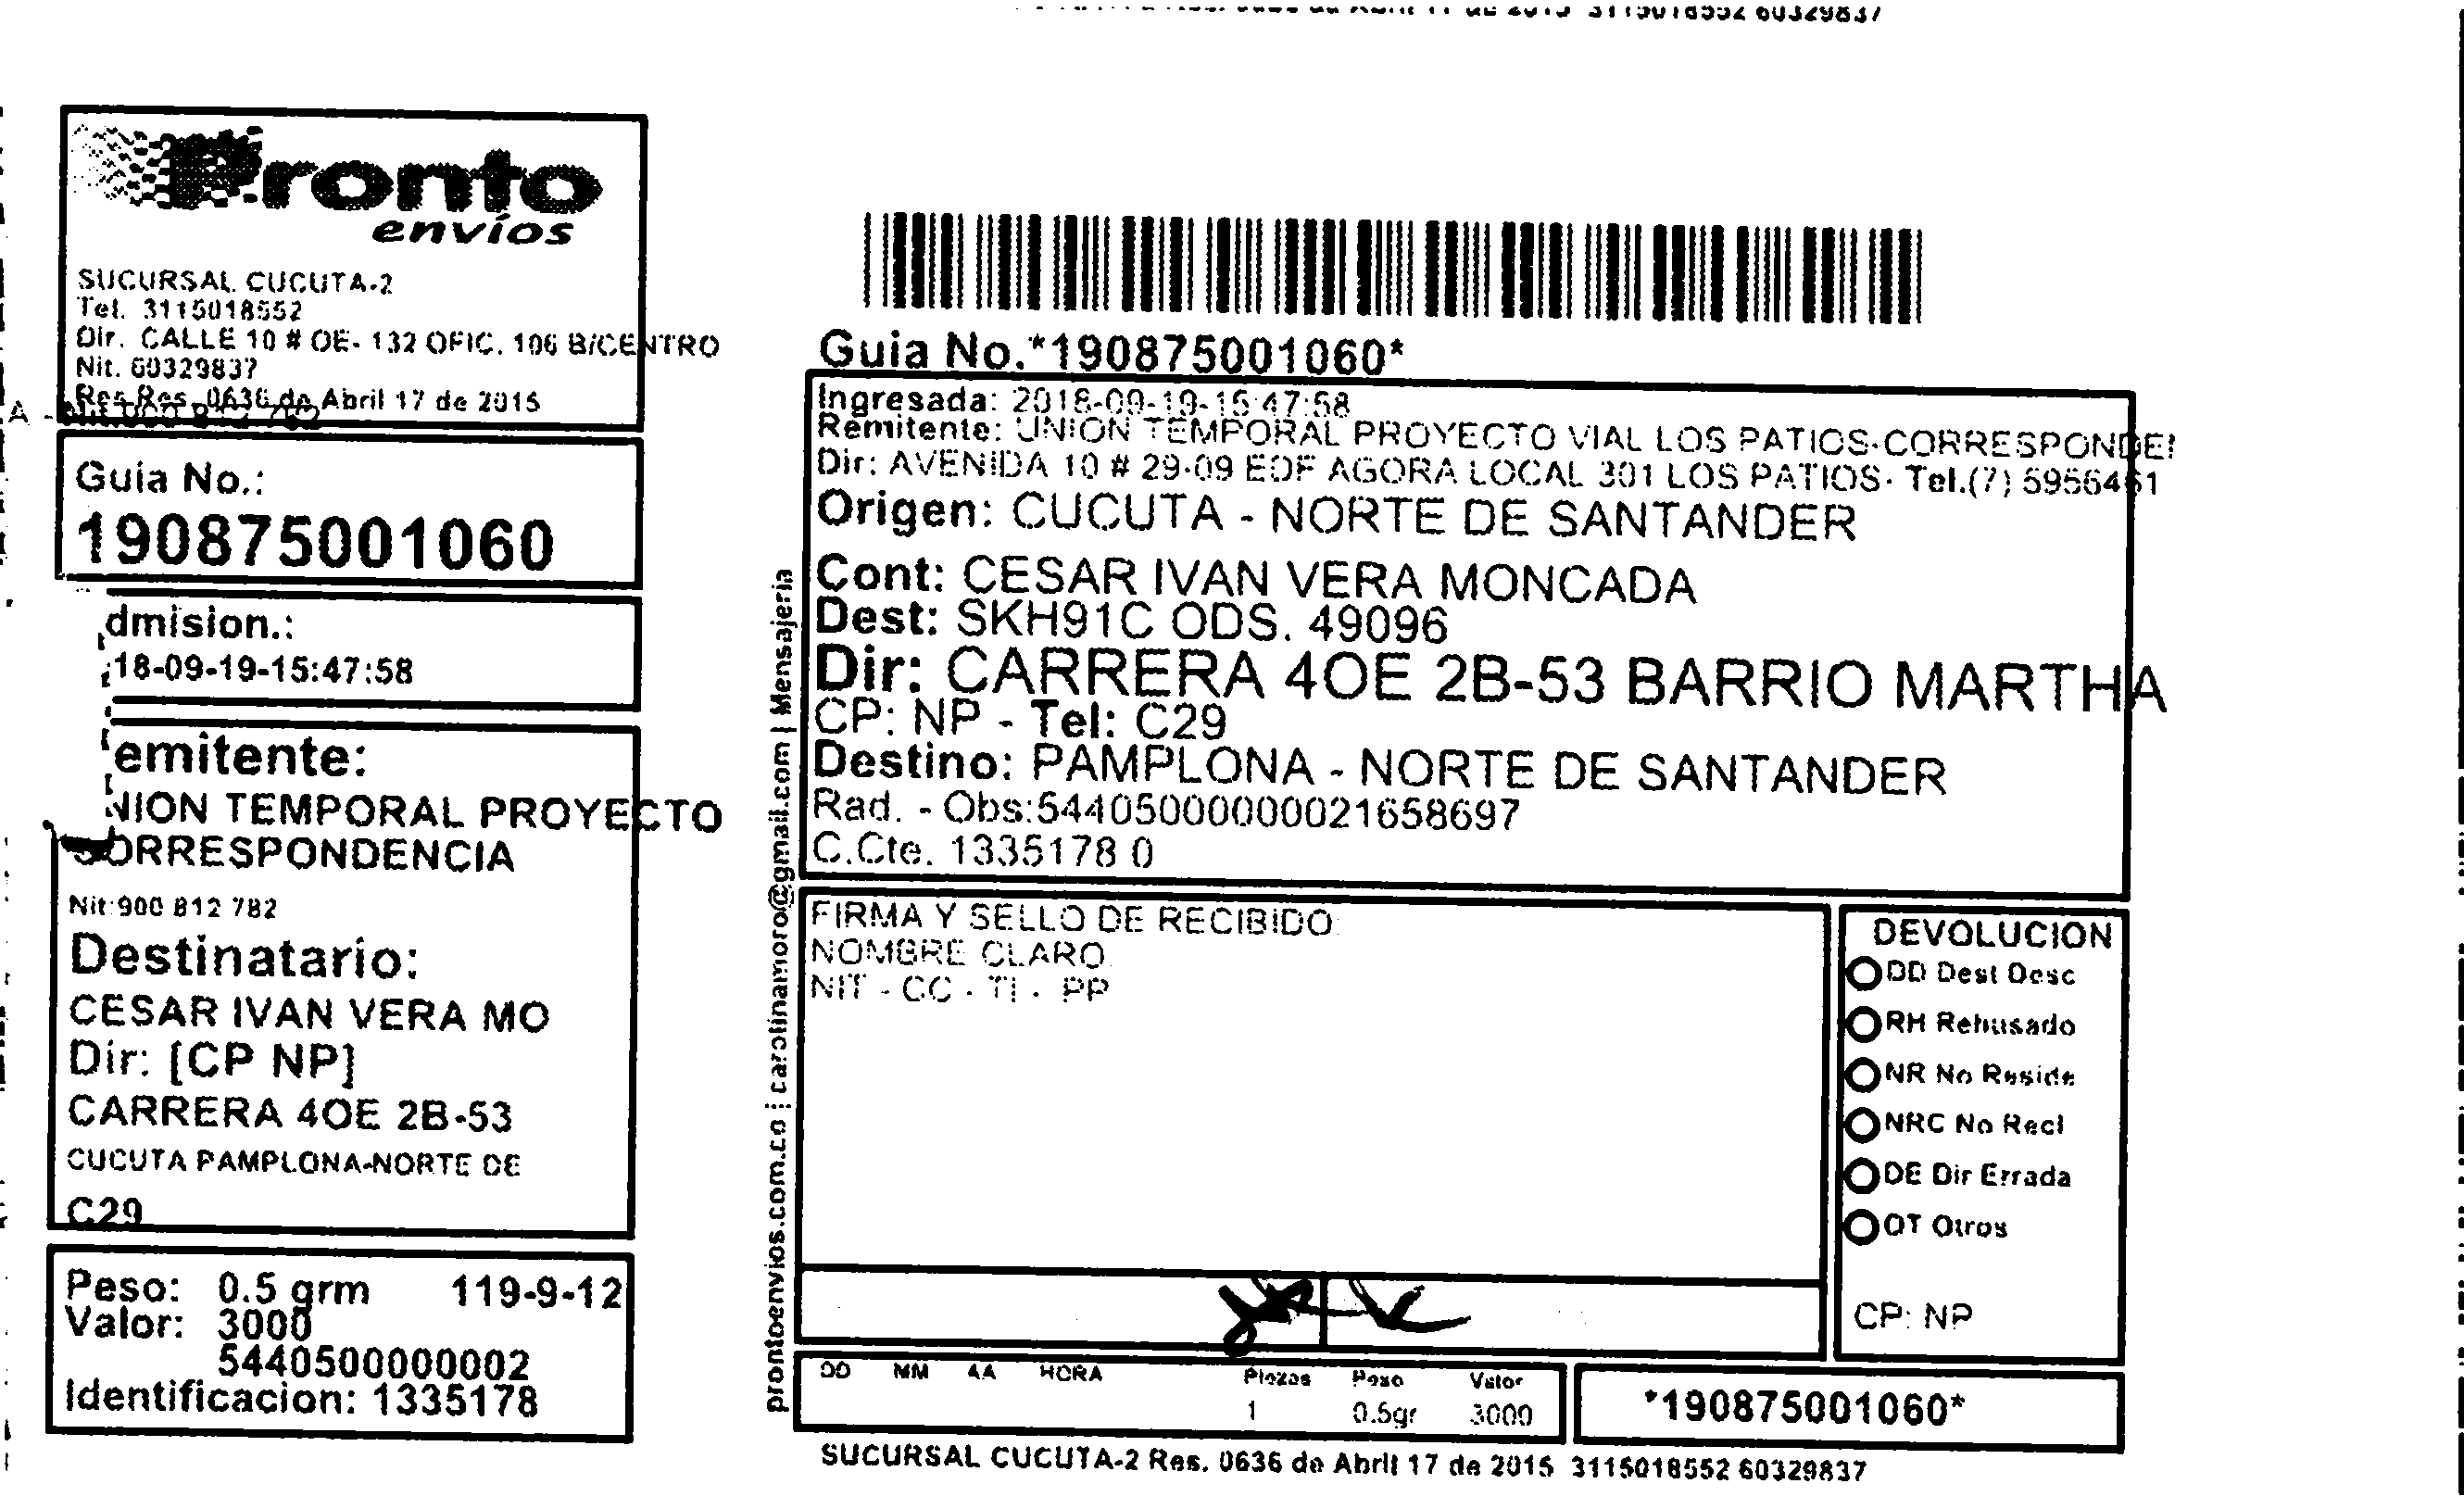 de 2015 3115018552 60329837
Pronto
envíos
SUCURSAL CUCUTA-2
Tel. 3115018552
Dir. CALLE 10 # OE- 132 OFIC. 106 B/CENTRO
Nit. 60329837
Res Res. 0636 de Abril 17 de 2015
Guia No.:
190875001060
dmision.:
18-09-19-15:47:58
emitente:
NION TEMPORAL PROYECTO
CORRESPONDENCIA
Nit:900 812 782
Destinatario:
CESAR IVAN VERA MO
Dir: [CP NP]
CARRERA 4OE 2B-53
CUCUTA PAMPLONA-NORTE DE
C29
Peso: 0.5 grm 119-9-12
Valor: 3000
5440500000002
Identificacion: 1335178
prontoenvios.com.co | carolinamoro@gmail.com | Mensajeria
Guia No.*190875001060*
Ingresada: 2018-09-19-15:47:58
Remitente: UNION TEMPORAL PROYECTO VIAL LOS PATIOS-CORRESPONDE
Dir: AVENIDA 10 # 29-09 EDF AGORA LOCAL 301 LOS PATIOS- Tel.(7) 5956461
Origen: CUCUTA - NORTE DE SANTANDER
Cont: CESAR IVAN VERA MONCADA
Dest: SKH91C ODS. 49096
Dir: CARRERA 4OE 2B-53 BARRIO MARTHA
CP: NP - Tel: C29
Destino: PAMPLONA - NORTE DE SANTANDER
Rad. - Obs:544050000000021658697
C.Cte. 1335178 0
FIRMA Y SELLO DE RECIBIDO
NOMBRE CLARO
NIT - CC - TI - PP
DEVOLUCION
DD Dest Desc
RH Rehusado
NR No Reside
NRC No Recl
DE Dir Errada
OT Otros
CP: NP
DD MM AA HORA Piezas Peso Valor
1 0.5gr 3000
*190875001060*
SUCURSAL CUCUTA-2 Res. 0636 de Abril 17 de 2015 3115018552 60329837